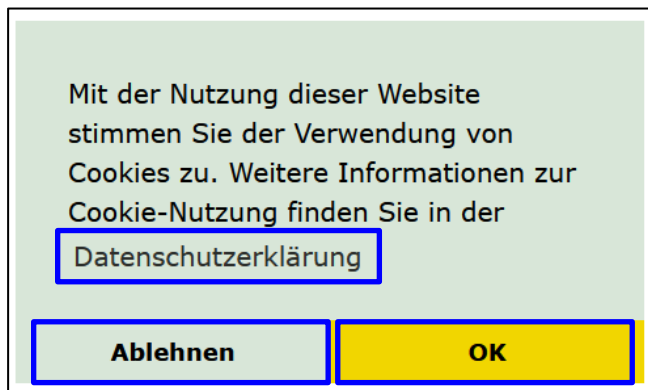 Mit der Nutzung dieser Website
stimmen Sie der Verwendung von
Cookies zu. Weitere Informationen zur
Cookie-Nutzung finden Sie in der
Datenschutzerklärung
Ablehnen OK